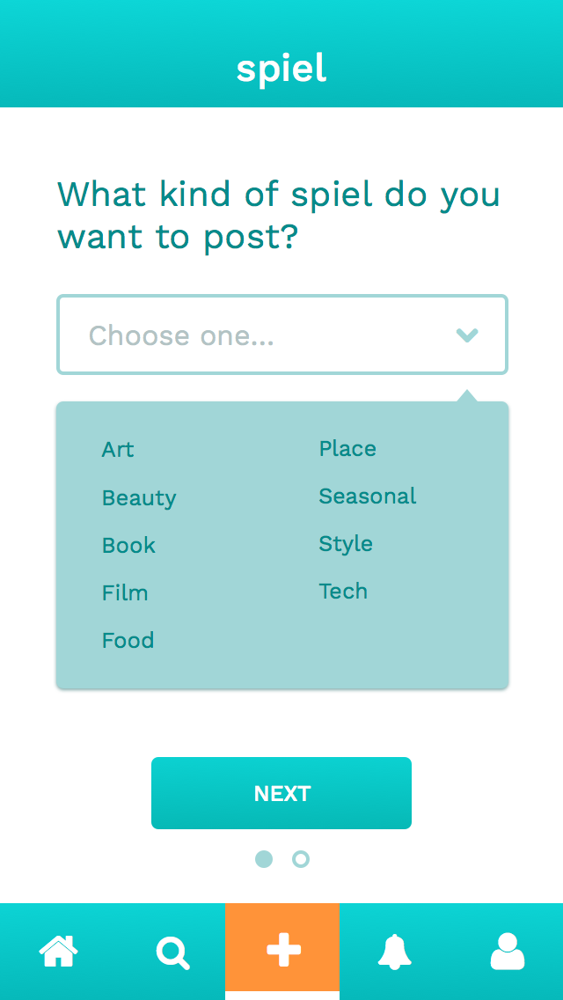 spiel
What kind of spiel do you
want to post?
Choose one...
Art
Beauty
Book
Film
Food
Place
Seasonal
Style
Tech
NEXT